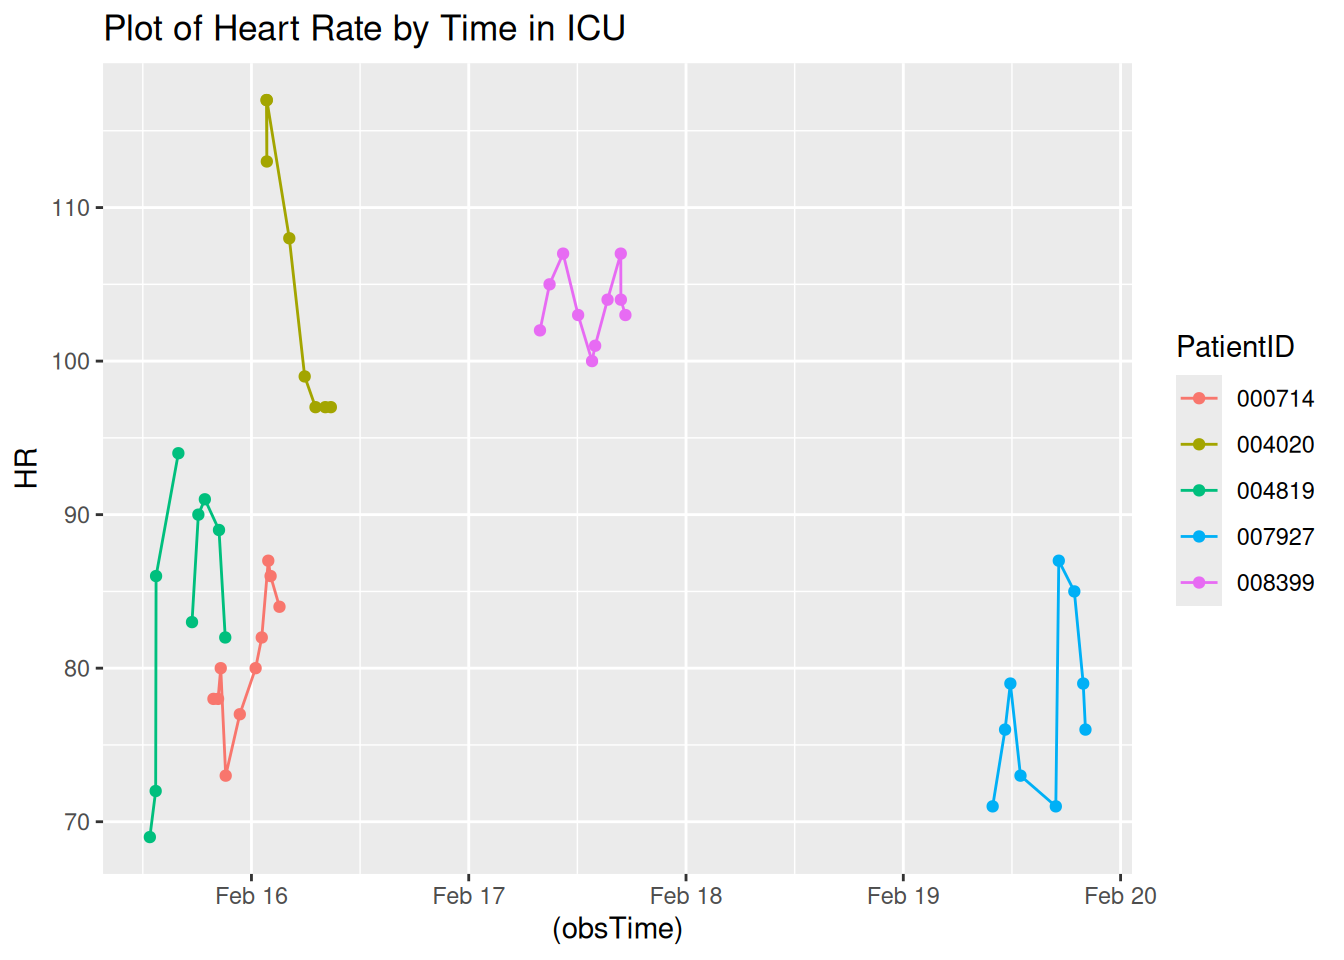 Plot of Heart Rate by Time in ICU
HR
110
100
90
80
70
Feb 16
Feb 17
Feb 18
Feb 19
Feb 20
(obsTime)
PatientID
000714
004020
004819
007927
008399